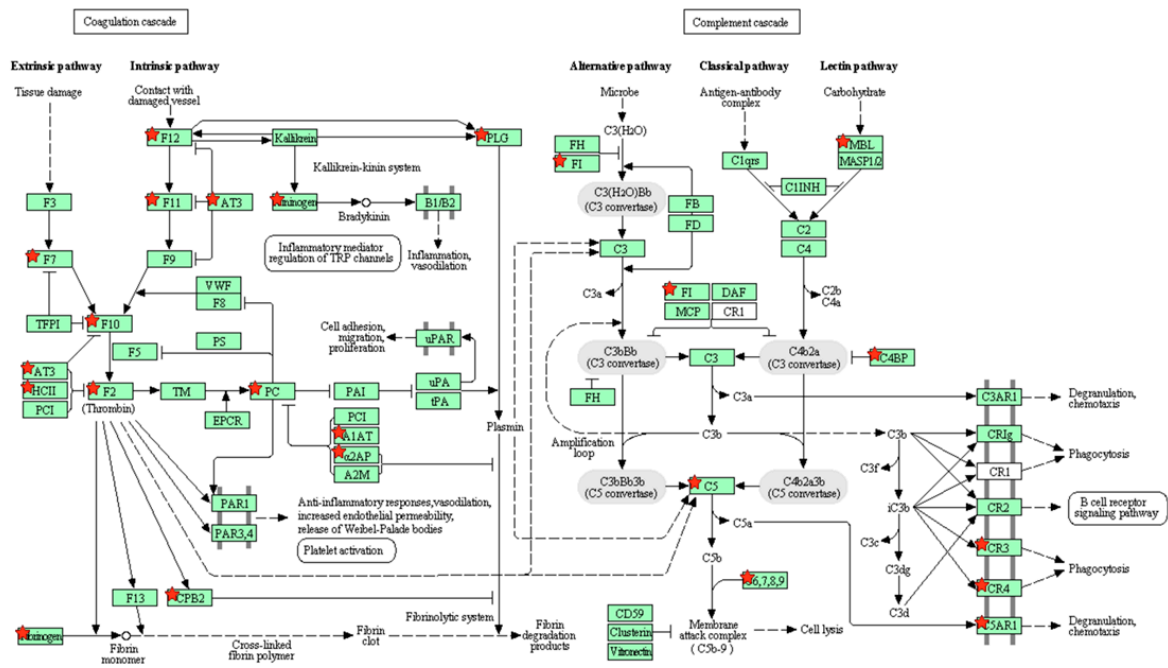 Coagulation cascade
Complement cascade
Extrinsic pathway
Intrinsic pathway
Alternative pathway
Classical pathway
Lectin pathway
Tissue damage
Contact with
damaged vessel
Microbe
Antigen-antibody
complex
Carbohydrate
C3(H2O)
F12
Kallikrein
PLG
FH
FI
C1qrs
MBL
MASP1/2
C1INH
Kallikrein-kinin system
F3
F11
AT3
Bradykinin
B1/B2
C3(H2O)Bb
(C3 convertase)
FB
FD
Inflammatory mediator
regulation of TRP channels
Inflammation,
vasodilation
C2
C4
C3
F7
F9
VWF
F8
C3a
FI
DAF
MCP
CR1
C2b
C4a
TFPI
F10
PS
F5
Cell adhesion,
migration,
proliferation
uPAR
C3bBb
(C3 convertase)
C3
C4b2a
(C3 convertase)
C4BP
AT3
HCII
PCI
F2
(Thrombin)
TM
PC
PAI
uPA
tPA
EPCR
FH
C3a
C3AR1
Degranulation,
chemotaxis
PCI
A1AT
α2AP
A2M
Plasmin
Amplification
loop
C3b
C3b
CRIg
Phagocytosis
C3f
CR1
C3bBb3b
(C5 convertase)
C5
C4b2a3b
(C5 convertase)
PAR1
PAR3,4
Anti-inflammatory responses,vasodilation,
increased endothelial permeability,
release of Weibel-Palade bodies
Platelet activation
iC3b
CR2
B cell receptor
signaling pathway
C5a
C3c
CR3
C5b
C3dg
Phagocytosis
CR4
C3d
F13
CPB2
Fibrinolytic system
6,7,8,9
CD59
Clusterin
Vitronectin
Membrane
attack complex
(C5b-9)
Cell lysis
C5AR1
Degranulation,
chemotaxis
Fibrin
monomer
Cross-linked
fibrin polymer
Fibrin
clot
Fibrin
degradation
products